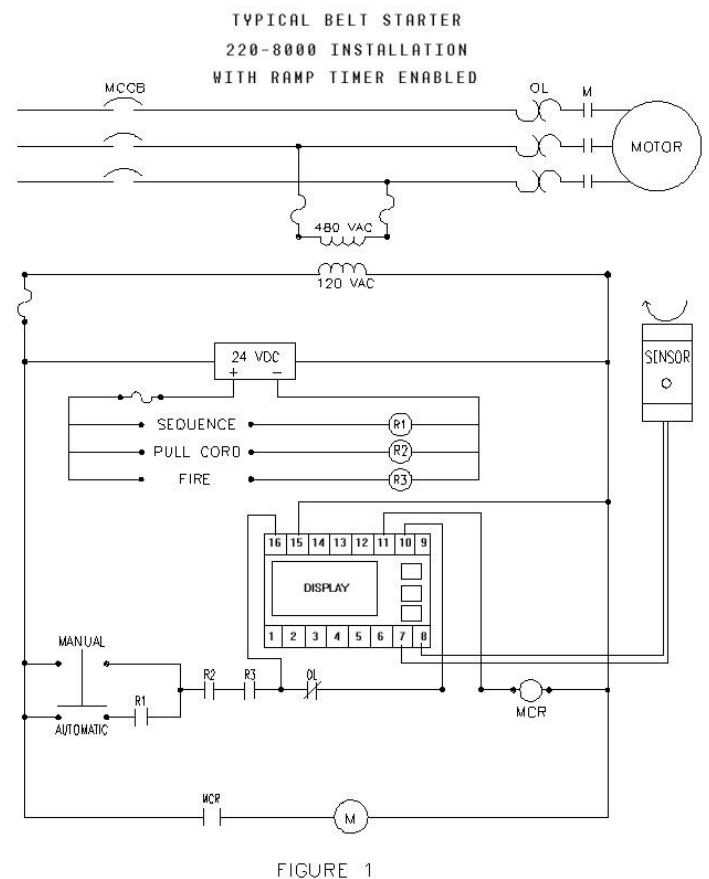 TYPICAL BELT STARTER
220-8000 INSTALLATION
WITH RAMP TIMER ENABLED
MCCB
OL
M
MOTOR
480 VAC
120 VAC
24 VDC
+ −
SENSOR
SEQUENCE
R1
PULL CORD
R2
FIRE
R3
16 15 14 13 12 11 10 9
DISPLAY
1 2 3 4 5 6 7 8
MANUAL
R2
R3
OL
R1
AUTOMATIC
MCR
MCR
M
FIGURE 1